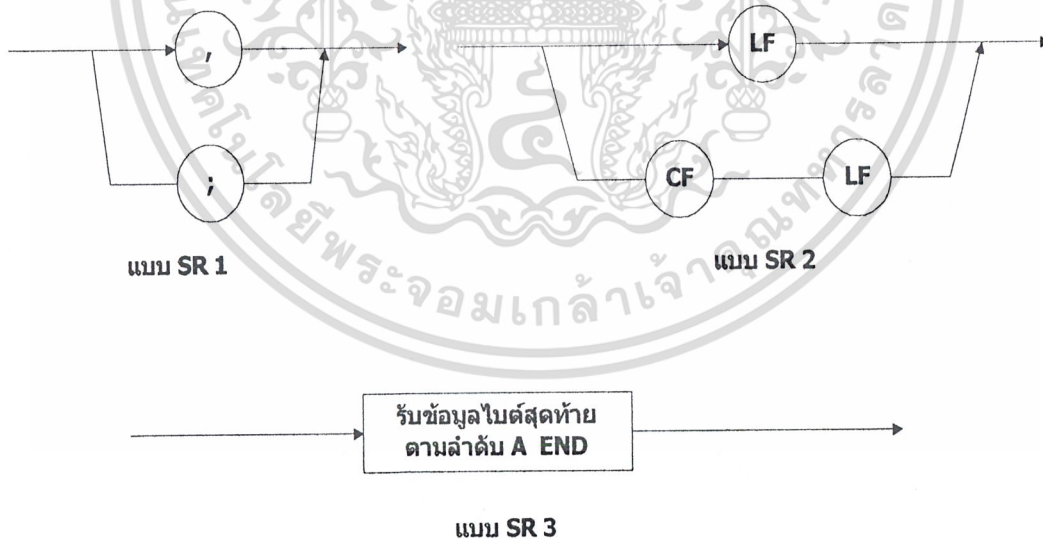 ,
LF
;
CF
LF
แบบ SR 1
แบบ SR 2
รับข้อมูลไบต์สุดท้าย
ตามลำดับ A END
แบบ SR 3